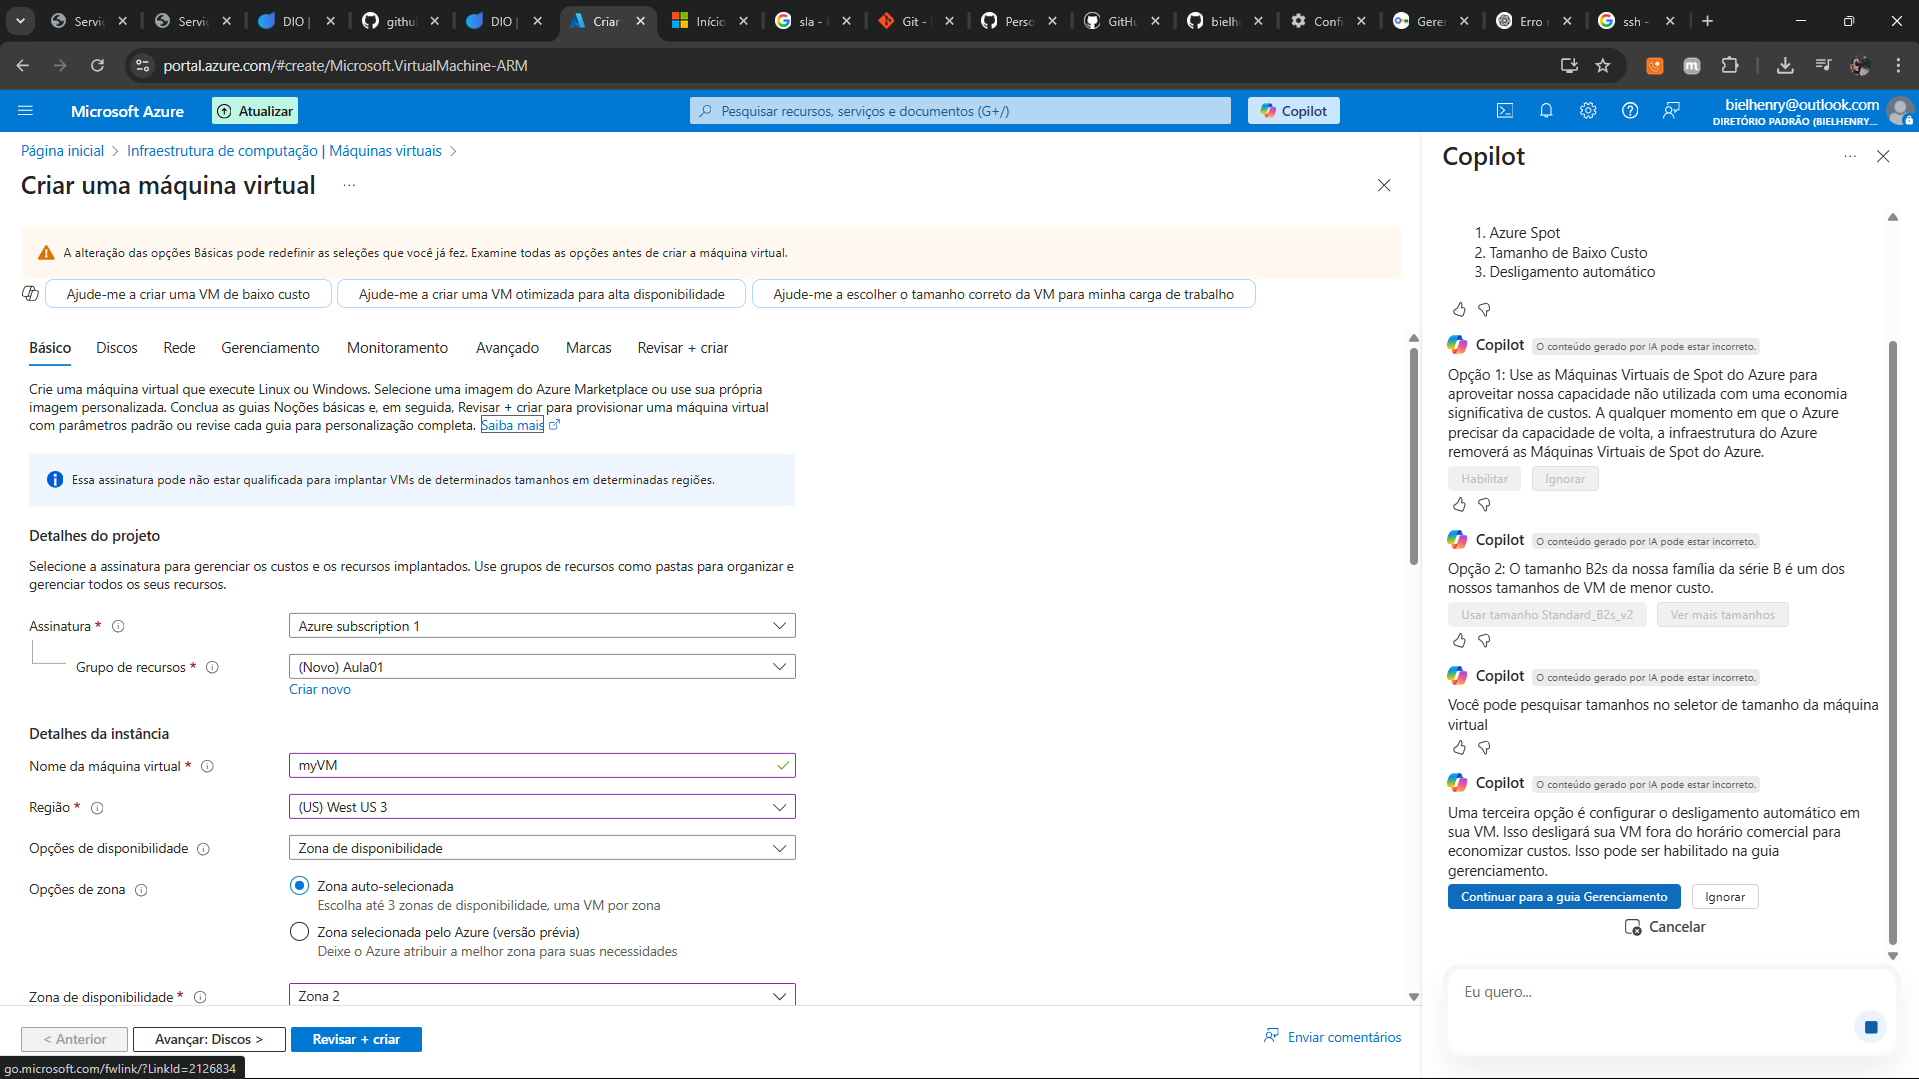 Serviç
Serviç
DIO |
githu
DIO |
Criar
Início
sla -
Git -
Perso
GitHu
bielhe
Confi
Geren
Erro
ssh -
portal.azure.com/#create/Microsoft.VirtualMachine-ARM
Microsoft Azure
Atualizar
Pesquisar recursos, serviços e documentos (G+/)
Copilot
bielhenry@outlook.com
DIRETÓRIO PADRÃO (BIELHENRY...
Página inicial > Infraestrutura de computação | Máquinas virtuais >
Criar uma máquina virtual ...
A alteração das opções Básicas pode redefinir as seleções que você já fez. Examine todas as opções antes de criar a máquina virtual.
Ajude-me a criar uma VM de baixo custo
Ajude-me a criar uma VM otimizada para alta disponibilidade
Ajude-me a escolher o tamanho correto da VM para minha carga de trabalho
Básico
Discos
Rede
Gerenciamento
Monitoramento
Avançado
Marcas
Revisar + criar
Crie uma máquina virtual que execute Linux ou Windows. Selecione uma imagem do Azure Marketplace ou use sua própria
imagem personalizada. Conclua as guias Noções básicas e, em seguida, Revisar + criar para provisionar uma máquina virtual
com parâmetros padrão ou revise cada guia para personalização completa. Saiba mais
Essa assinatura pode não estar qualificada para implantar VMs de determinados tamanhos em determinadas regiões.
Detalhes do projeto
Selecione a assinatura para gerenciar os custos e os recursos implantados. Use grupos de recursos como pastas para organizar e
gerenciar todos os seus recursos.
Assinatura *
Azure subscription 1
Grupo de recursos *
(Novo) Aula01
Criar novo
Detalhes da instância
Nome da máquina virtual *
myVM
Região *
(US) West US 3
Opções de disponibilidade
Zona de disponibilidade
Opções de zona
Zona auto-selecionada
Escolha até 3 zonas de disponibilidade, uma VM por zona
Zona selecionada pelo Azure (versão prévia)
Deixe o Azure atribuir a melhor zona para suas necessidades
Zona de disponibilidade *
Zona 2
< Anterior
Avançar: Discos >
Revisar + criar
Enviar comentários
go.microsoft.com/fwlink/?LinkId=2126834
Copilot
...
1. Azure Spot
2. Tamanho de Baixo Custo
3. Desligamento automático
Copilot O conteúdo gerado por IA pode estar incorreto.
Opção 1: Use as Máquinas Virtuais de Spot do Azure para
aproveitar nossa capacidade não utilizada com uma economia
significativa de custos. A qualquer momento em que o Azure
precisar da capacidade de volta, a infraestrutura do Azure
removerá as Máquinas Virtuais de Spot do Azure.
Habilitar
Ignorar
Copilot O conteúdo gerado por IA pode estar incorreto.
Opção 2: O tamanho B2s da nossa família da série B é um dos
nossos tamanhos de VM de menor custo.
Usar tamanho Standard_B2s_v2
Ver mais tamanhos
Copilot O conteúdo gerado por IA pode estar incorreto.
Você pode pesquisar tamanhos no seletor de tamanho da máquina
virtual
Copilot O conteúdo gerado por IA pode estar incorreto.
Uma terceira opção é configurar o desligamento automático em
sua VM. Isso desligará sua VM fora do horário comercial para
economizar custos. Isso pode ser habilitado na guia
gerenciamento.
Continuar para a guia Gerenciamento
Ignorar
Cancelar
Eu quero...